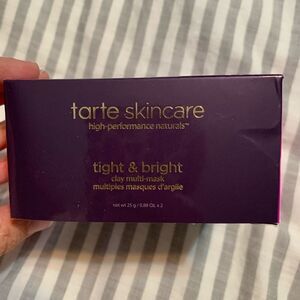 tarte skincare
high-performance naturals™
tight & bright
clay multi-mask
multiples masques d'argile
net wt 25 g / 0.88 OZ. x 2